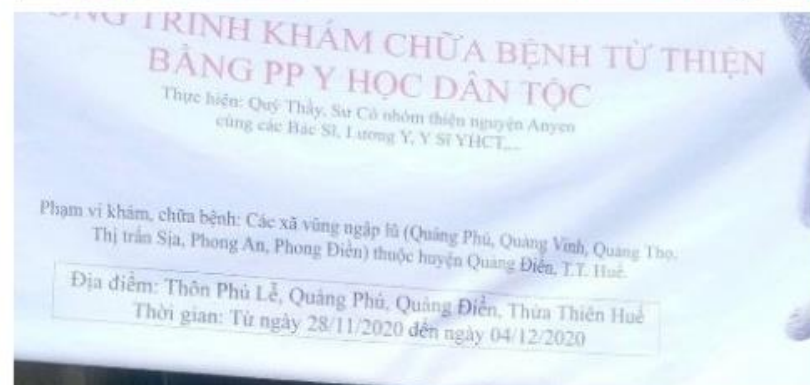 TRÌNH KHÁM CHỮA BỆNH TỪ THIỆN
BẰNG PP Y HỌC DÂN TỘC
Thực hiện: Quý Thầy, Sư Cô nhóm thiện nguyện Anyen
cùng các Bác Sĩ, Lương Y, Y Sĩ YHCT,...
Phạm vi khám, chữa bệnh: Các xã vùng ngập lũ (Quảng Phú, Quảng Vinh, Quảng Thọ,
Thị trấn Sịa, Phong An, Phong Điền) thuộc huyện Quảng Điền, T.T. Huế.
Địa điểm: Thôn Phú Lễ, Quảng Phú, Quảng Điền, Thừa Thiên Huế
Thời gian: Từ ngày 28/11/2020 đến ngày 04/12/2020